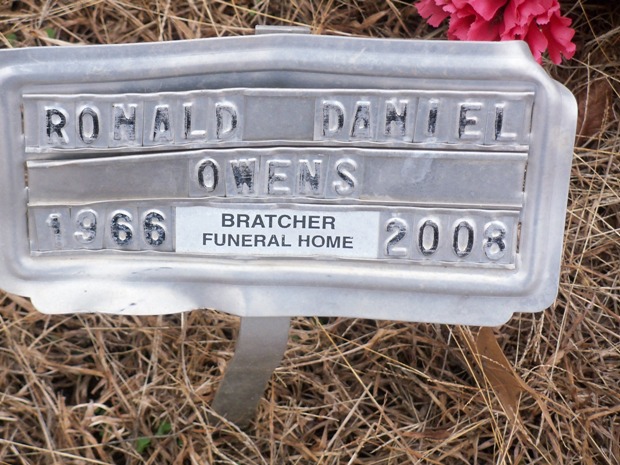 RONALD DANIEL
OWENS
1966 BRATCHER FUNERAL HOME 2008